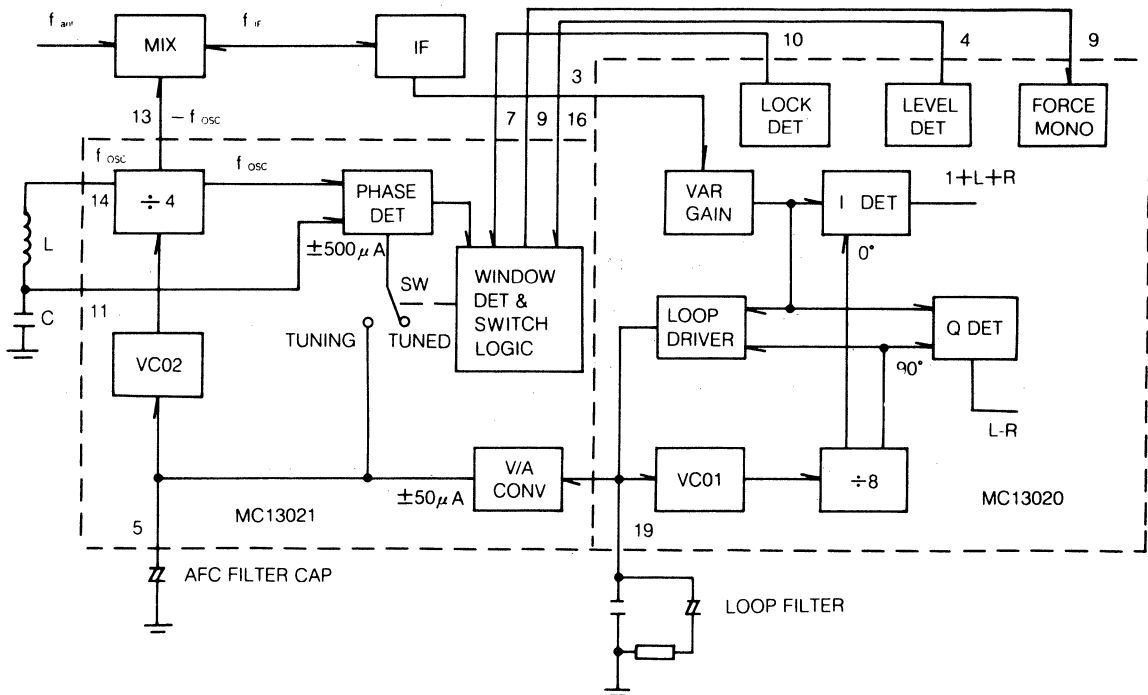 f ant
MIX
f IF
IF
10
4
9
3
13
– f osc
7
9
16
LOCK
DET
LEVEL
DET
FORCE
MONO
f osc
f osc
14
÷4
PHASE
DET
VAR
GAIN
I DET
1+L+R
L
±500µA
0°
SW
WINDOW
DET &
SWITCH
LOGIC
11
C
TUNING
TUNED
LOOP
DRIVER
Q DET
90°
VC02
L-R
V/A
CONV
VC01
÷8
±50µA
MC13021
MC13020
5
19
AFC FILTER CAP
LOOP FILTER